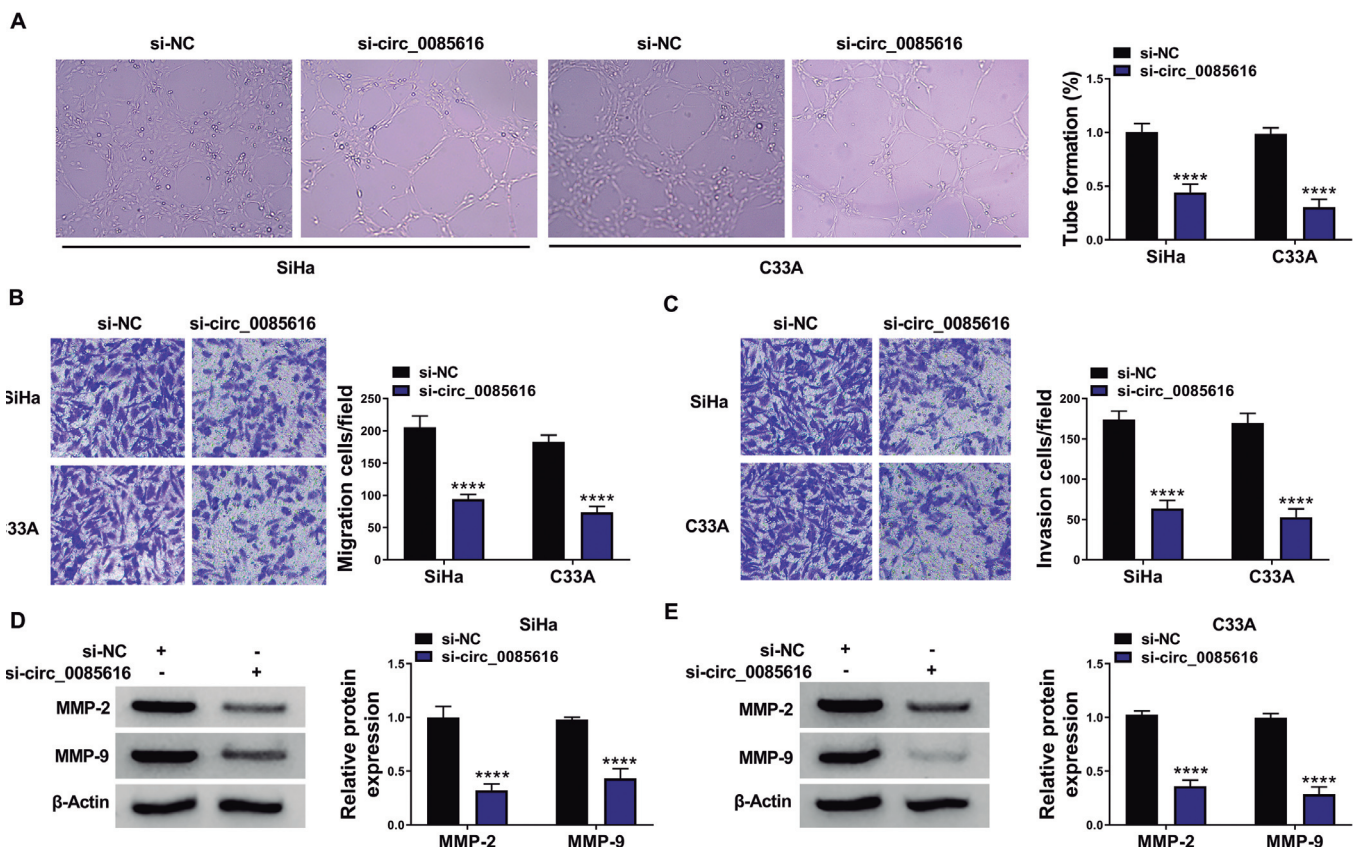 A
si-NC
si-circ_0085616
si-NC
si-circ_0085616
SiHa
C33A
si-NC
si-circ_0085616
Tube formation (%)
1.5
1.0
0.5
0.0
SiHa
C33A
B
si-NC
si-circ_0085616
SiHa
C33A
si-NC
si-circ_0085616
Migration cells/field
250
200
150
100
50
0
****
****
SiHa
C33A
C
si-NC
si-circ_0085616
SiHa
C33A
si-NC
si-circ_0085616
Invasion cells/field
200
150
100
50
0
****
****
SiHa
C33A
D
si-NC + -
si-circ_0085616 - +
MMP-2
MMP-9
β-Actin
SiHa
si-NC
si-circ_0085616
Relative protein
expression
1.5
1.0
0.5
0.0
****
****
MMP-2
MMP-9
E
si-NC + -
si-circ_0085616 - +
MMP-2
MMP-9
β-Actin
C33A
si-NC
si-circ_0085616
Relative protein
expression
1.5
1.0
0.5
0.0
****
****
MMP-2
MMP-9